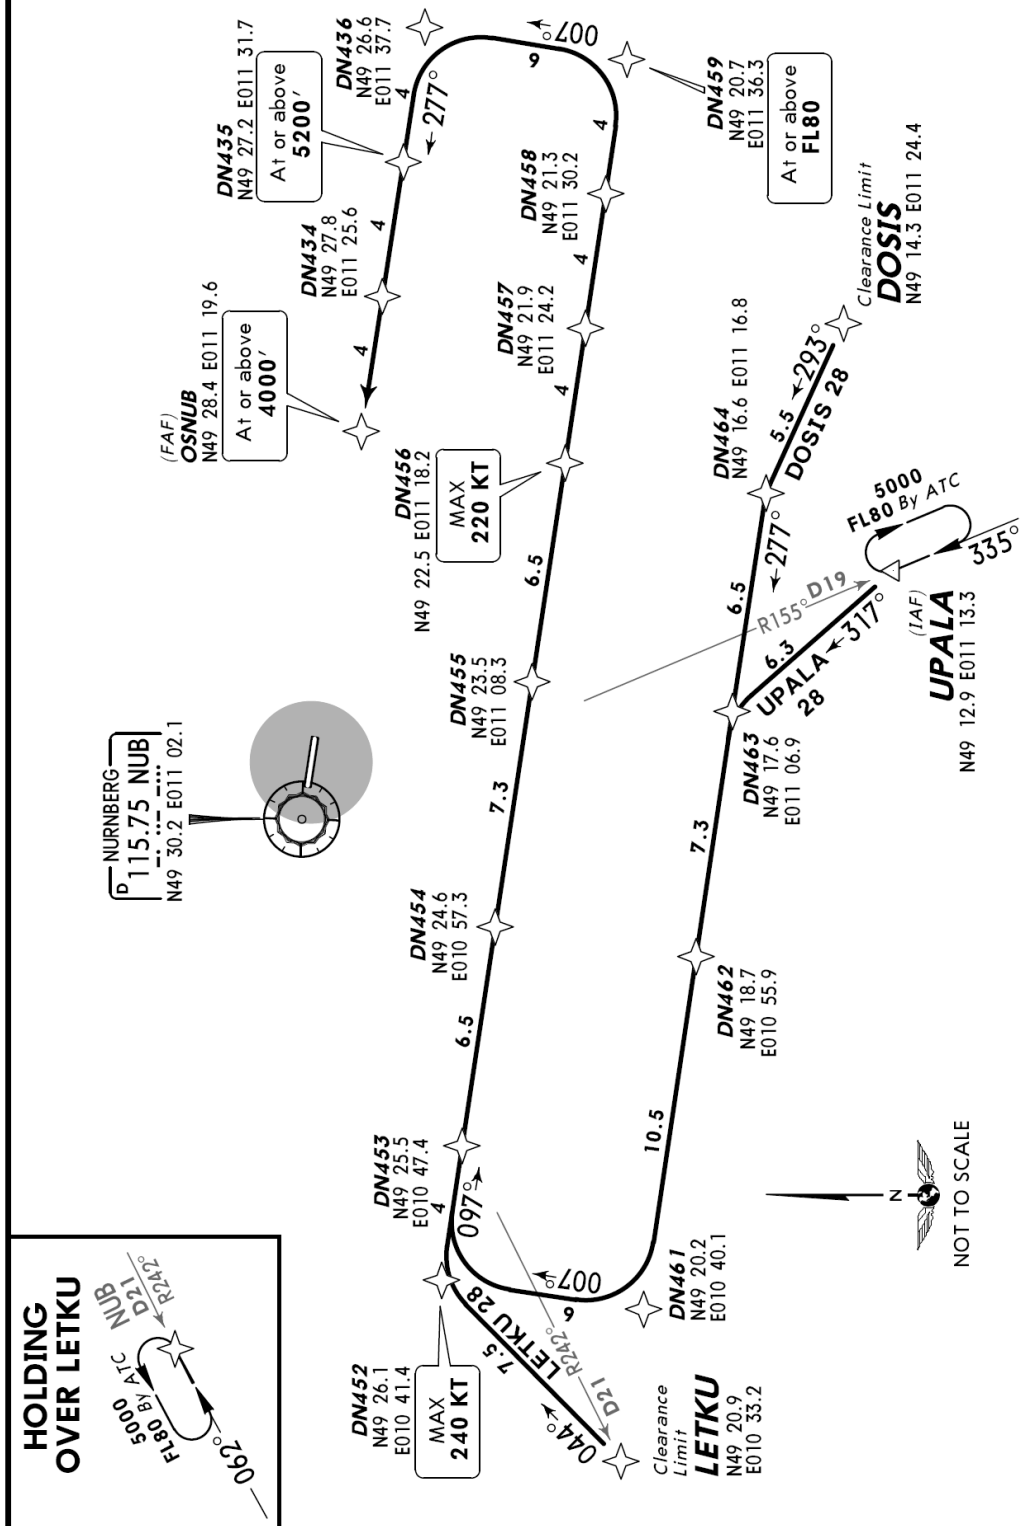 HOLDING
OVER LETKU
5000
FL80 By ATC
NUB
D21
R242°
062°
NURNBERG
D
115.75 NUB
N49 30.2 E011 02.1
(FAF)
OSNUB
N49 28.4 E011 19.6
At or above
4000'
DN434
N49 27.8
E011 25.6
DN435
N49 27.2 E011 31.7
At or above
5200'
DN436
N49 26.6
E011 37.7
4
4
4
277°
6
007°
DN459
N49 20.7
E011 36.3
At or above
FL80
4
DN458
N49 21.3
E011 30.2
4
DN457
N49 21.9
E011 24.2
4
DN456
N49 22.5 E011 18.2
MAX
220 KT
6.5
DN455
N49 23.5
E011 08.3
7.3
DN454
N49 24.6
E010 57.3
6.5
DN453
N49 25.5
E010 47.4
4
097°
DN452
N49 26.1
E010 41.4
MAX
240 KT
LETKU 28
7.5
044°
D21 R242°
Clearance
Limit
LETKU
N49 20.9
E010 33.2
6
007°
DN461
N49 20.2
E010 40.1
10.5
DN462
N49 18.7
E010 55.9
7.3
DN463
N49 17.6
E011 06.9
6.5
277°
DN464
N49 16.6 E011 16.8
5.5
293°
DOSIS 28
Clearance Limit
DOSIS
N49 14.3 E011 24.4
R155° D19
6.3
UPALA
28
317°
5000
FL80 By ATC
335°
(IAF)
UPALA
N49 12.9 E011 13.3
N
NOT TO SCALE